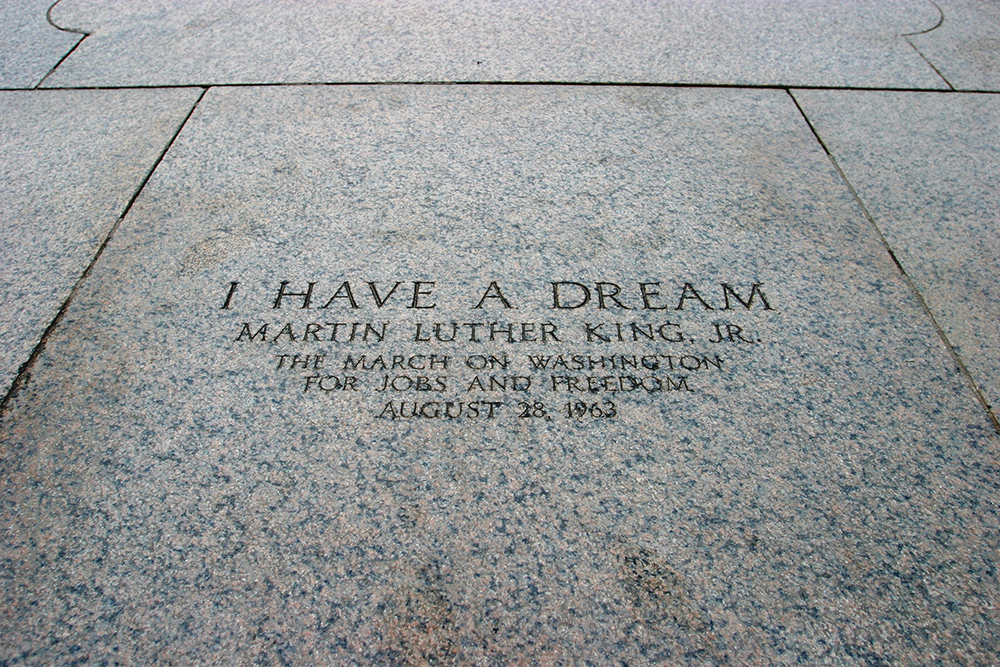 I HAVE A DREAM
MARTIN LUTHER KING, JR.
THE MARCH ON WASHINGTON
FOR JOBS AND FREEDOM
AUGUST 28, 1963